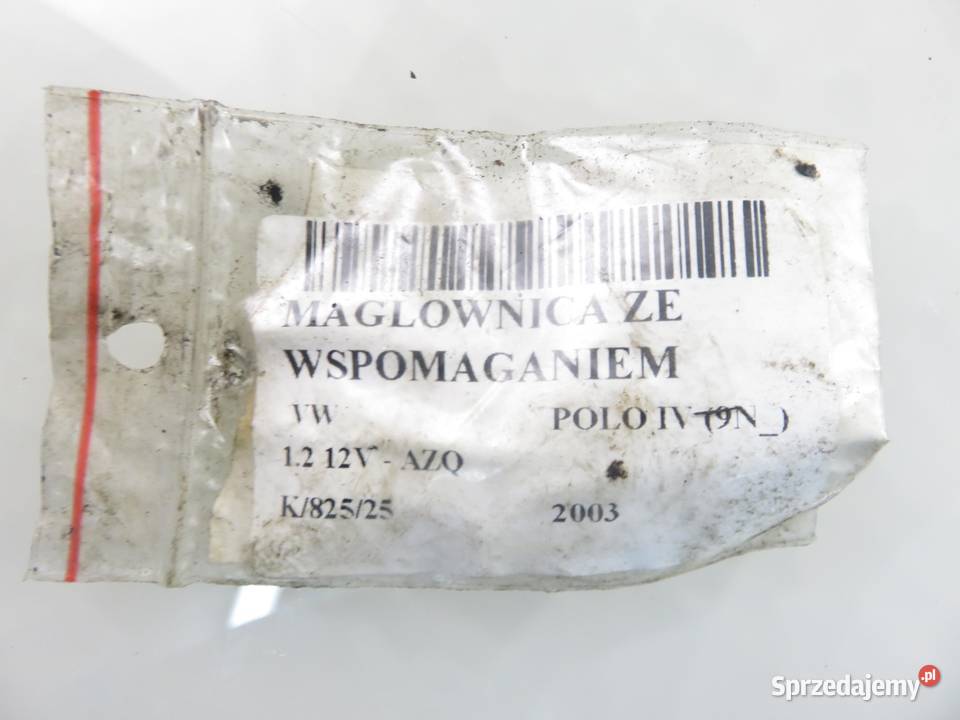 MAGLOWNICA ZE
WSPOMAGANIEM
VW POLO IV (9N_)
1.2 12V - AZQ
K/825/25 2003
Sprzedajemy.pl